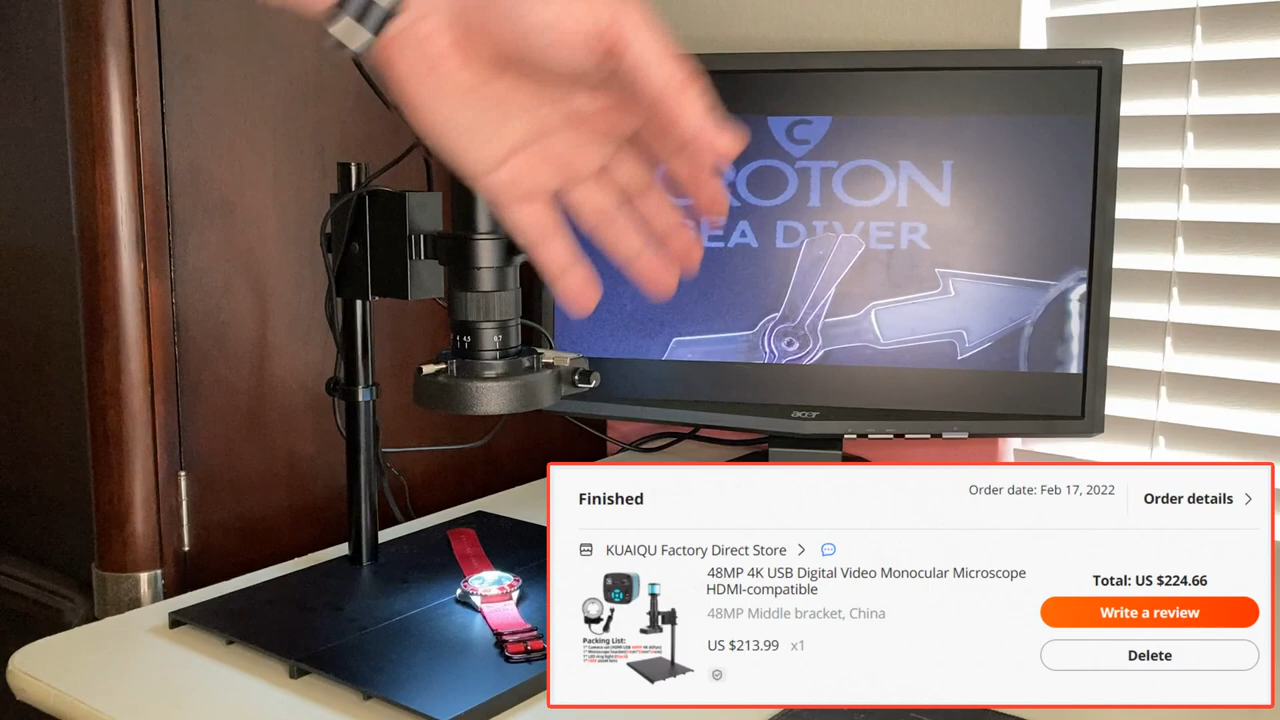 CROTON
SEA DIVER
4 4.5 0.7
acer
Finished
Order date: Feb 17, 2022
Order details
KUAIQU Factory Direct Store
48MP 4K USB Digital Video Monocular Microscope
HDMI-compatible
48MP Middle bracket, China
US $213.99 x1
Total: US $224.66
Write a review
Delete
Packing List: